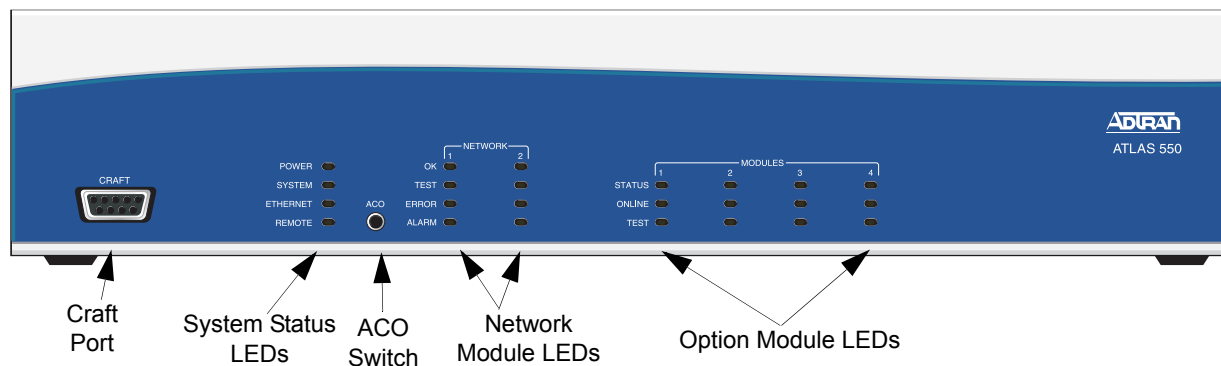 ADTRAN
ATLAS 550
CRAFT
POWER
SYSTEM
ETHERNET
REMOTE
ACO
NETWORK
1 2
OK
TEST
ERROR
ALARM
MODULES
1 2 3 4
STATUS
ONLINE
TEST
Craft
Port
System Status
LEDs
ACO
Switch
Network
Module LEDs
Option Module LEDs